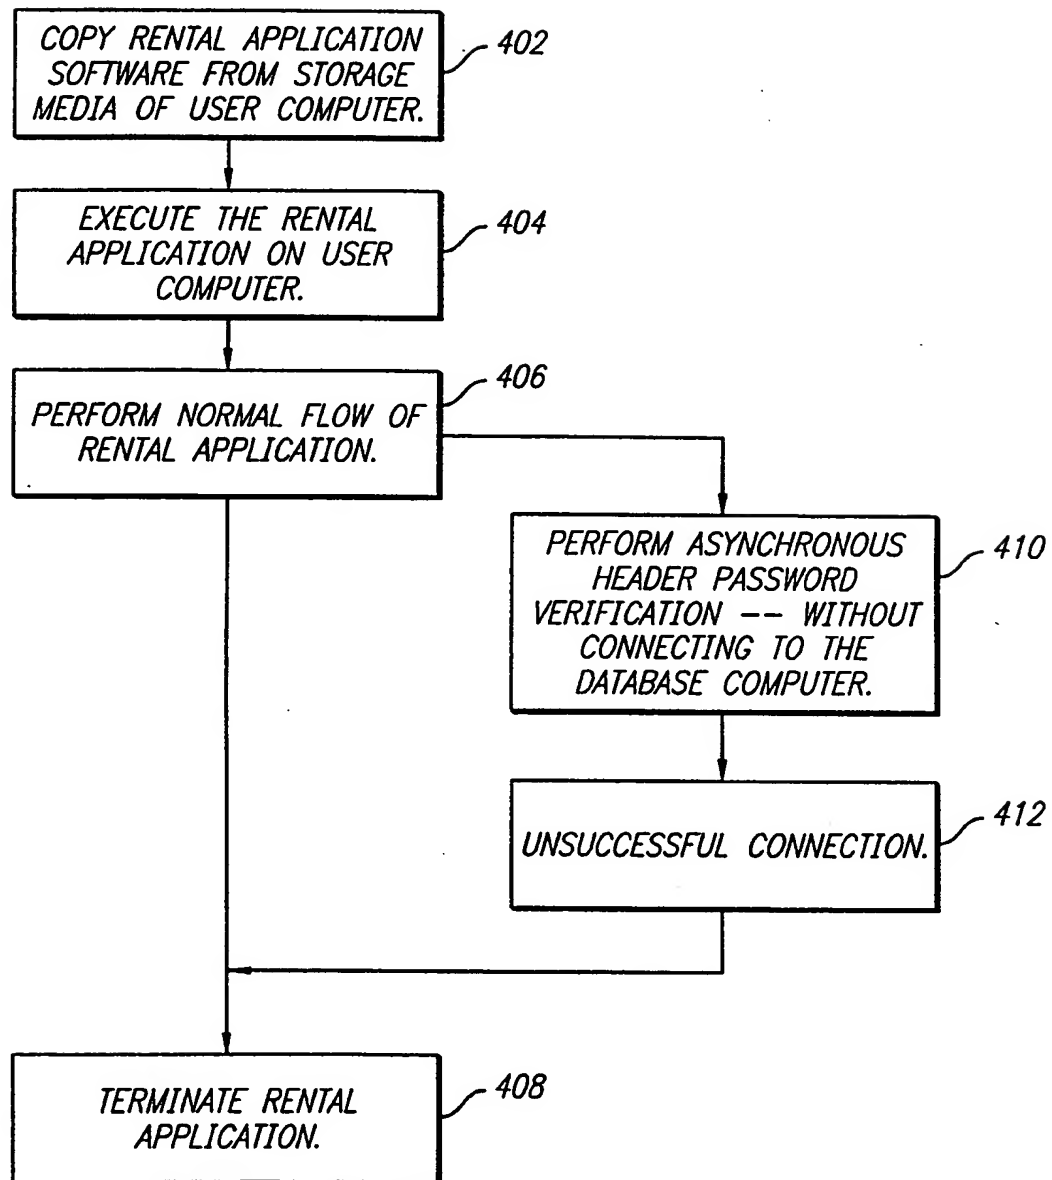 COPY RENTAL APPLICATION
SOFTWARE FROM STORAGE
MEDIA OF USER COMPUTER.
402
EXECUTE THE RENTAL
APPLICATION ON USER
COMPUTER.
404
PERFORM NORMAL FLOW OF
RENTAL APPLICATION.
406
PERFORM ASYNCHRONOUS
HEADER PASSWORD
VERIFICATION -- WITHOUT
CONNECTING TO THE
DATABASE COMPUTER.
410
UNSUCCESSFUL CONNECTION.
412
TERMINATE RENTAL
APPLICATION.
408